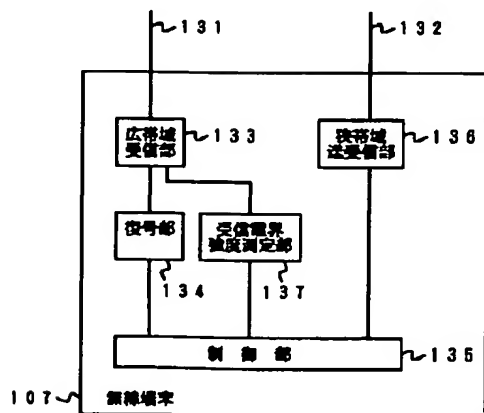 131
132
広帯域
受信部
133
狭帯域
送受信部
136
復号部
134
受信電界
強度測定部
137
制御部
135
107
無線端末